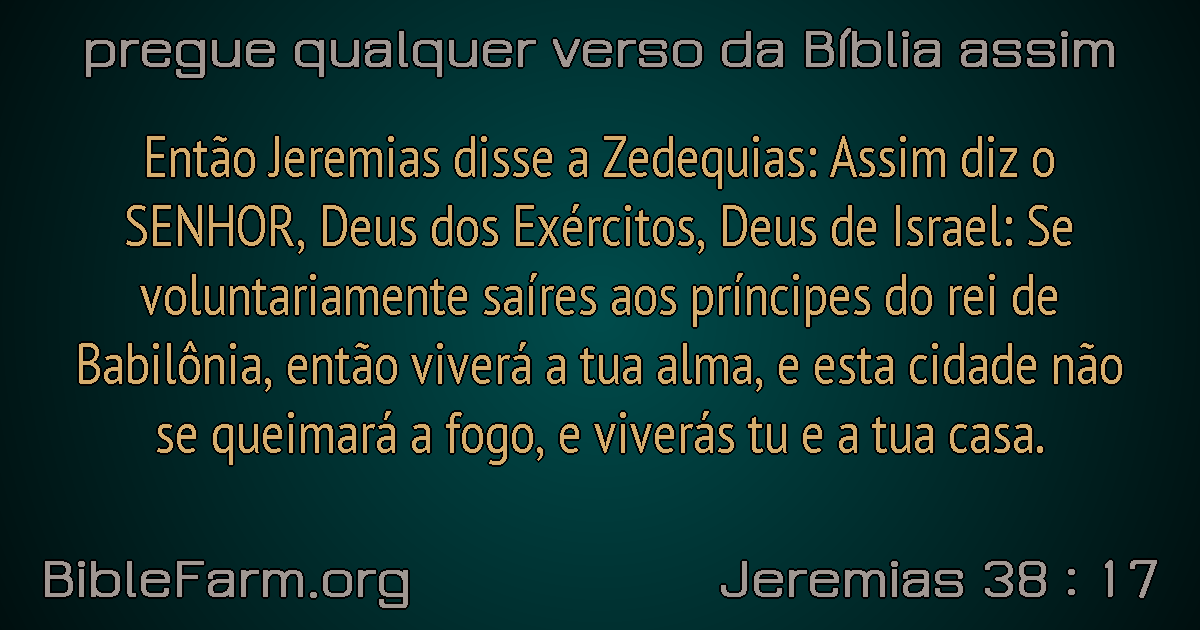 pregue qualquer verso da Bíblia assim
Então Jeremias disse a Zedequias: Assim diz o
SENHOR, Deus dos Exércitos, Deus de Israel: Se
voluntariamente saíres aos príncipes do rei de
Babilônia, então viverá a tua alma, e esta cidade não
se queimará a fogo, e viverás tu e a tua casa.
BibleFarm.org
Jeremias 38 : 17